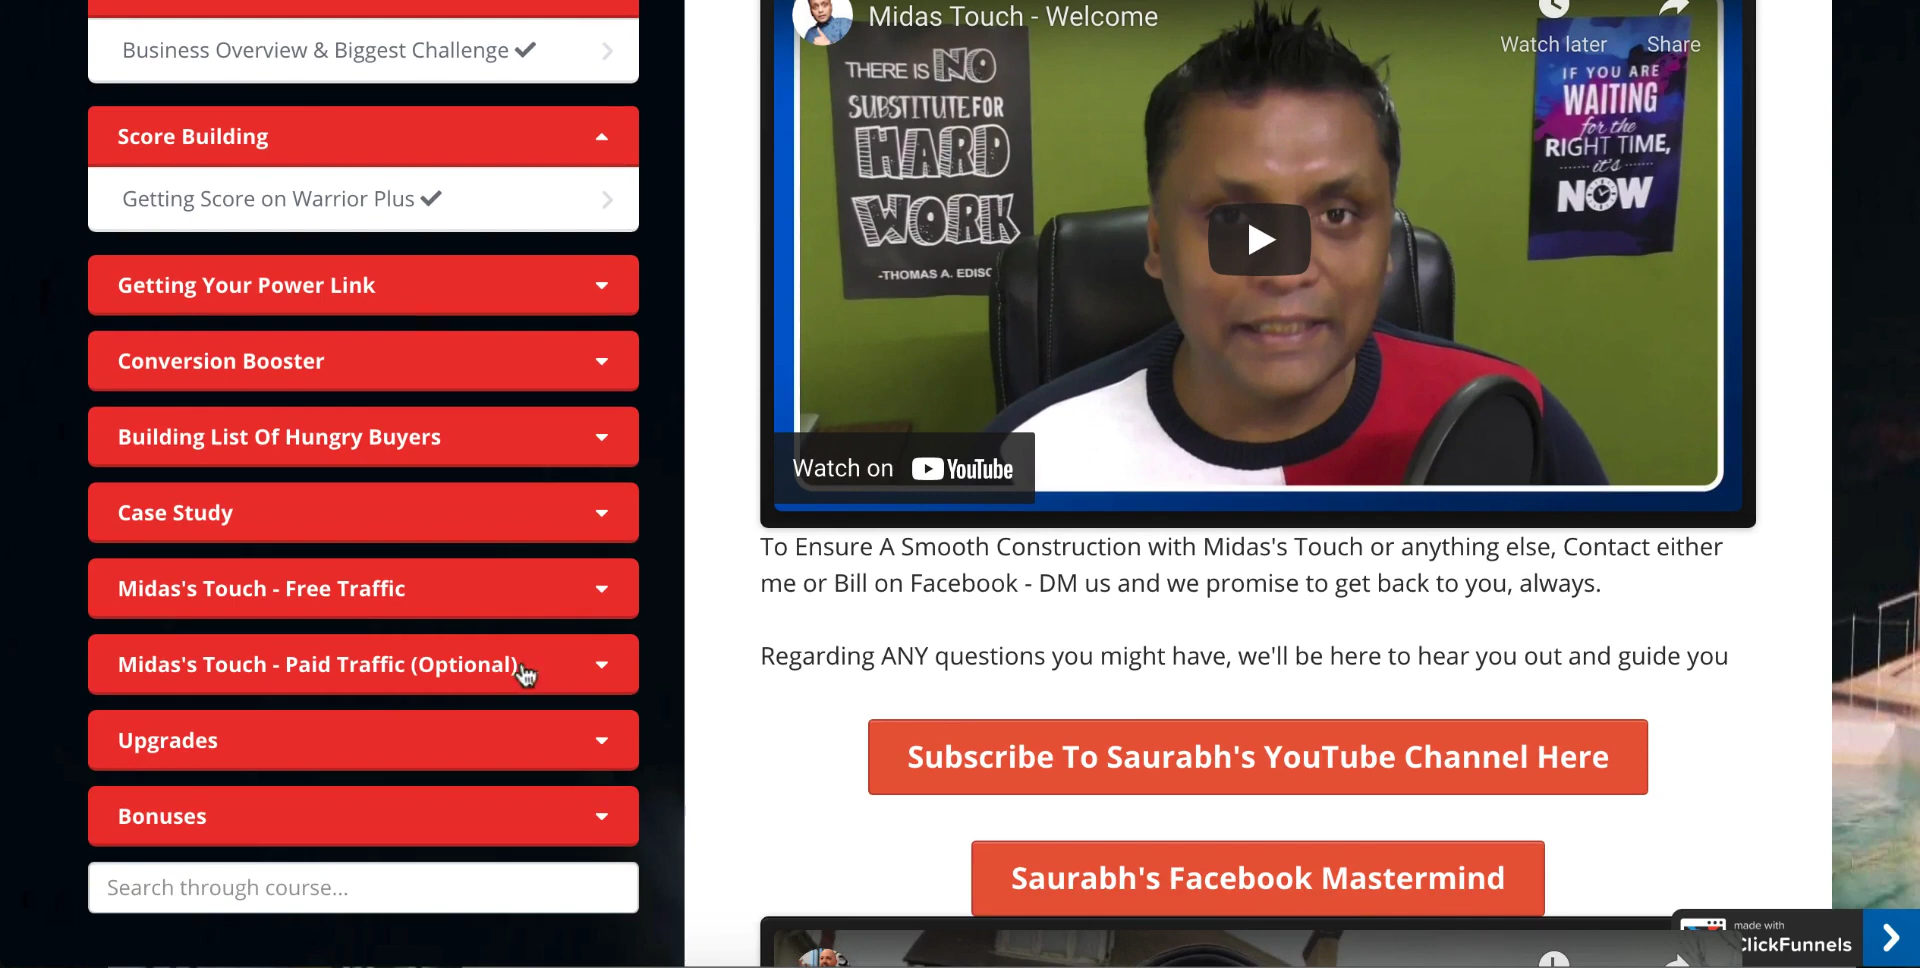 Business Overview & Biggest Challenge
Score Building
Getting Score on Warrior Plus
Getting Your Power Link
Conversion Booster
Building List Of Hungry Buyers
Case Study
Midas's Touch - Free Traffic
Midas's Touch - Paid Traffic (Optional)
Upgrades
Bonuses
Search through course...
Midas Touch - Welcome
Watch later
Share
THERE IS NO
SUBSTITUTE FOR
HARD
WORK
-THOMAS A. EDISC
IF YOU ARE
WAITING
for the
RIGHT TIME,
it's
NOW
Watch on YouTube
To Ensure A Smooth Construction with Midas's Touch or anything else, Contact either
me or Bill on Facebook - DM us and we promise to get back to you, always.
Regarding ANY questions you might have, we'll be here to hear you out and guide you
Subscribe To Saurabh's YouTube Channel Here
Saurabh's Facebook Mastermind
made with
ClickFunnels